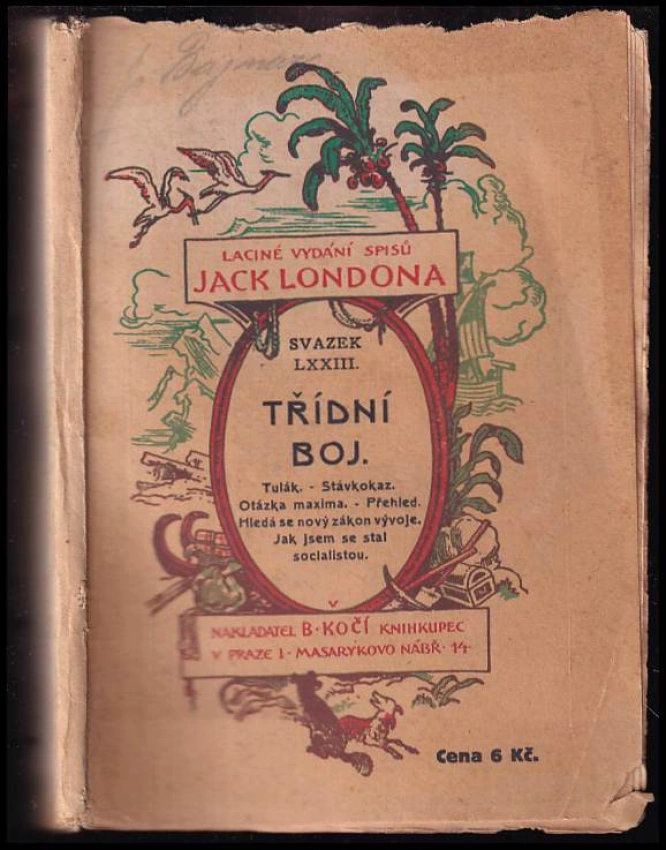 LACINÉ VYDÁNÍ SPISŮ
JACK LONDONA
SVAZEK
LXXIII.
TŘÍDNÍ
BOJ.
Tulák. - Stávkokaz.
Otázka maxima. - Přehled.
Hledá se nový zákon vývoje.
Jak jsem se stal
socialistou.
V
NAKLADATEL B·KOČÍ KNIHKUPEC
V PRAZE I· MASARYKOVO NÁBŘ· 14·
Cena 6 Kč.